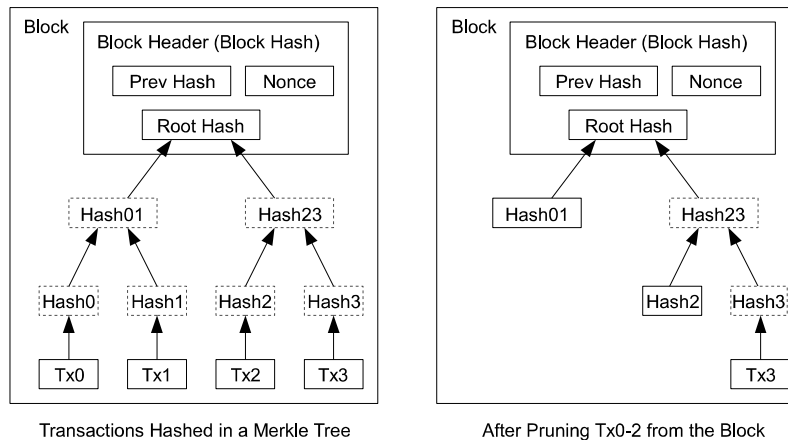 Block
Block Header (Block Hash)
Prev Hash
Nonce
Root Hash
Hash01
Hash23
Hash0
Hash1
Hash2
Hash3
Tx0
Tx1
Tx2
Tx3
Transactions Hashed in a Merkle Tree
Block
Block Header (Block Hash)
Prev Hash
Nonce
Root Hash
Hash01
Hash23
Hash2
Hash3
Tx3
After Pruning Tx0-2 from the Block